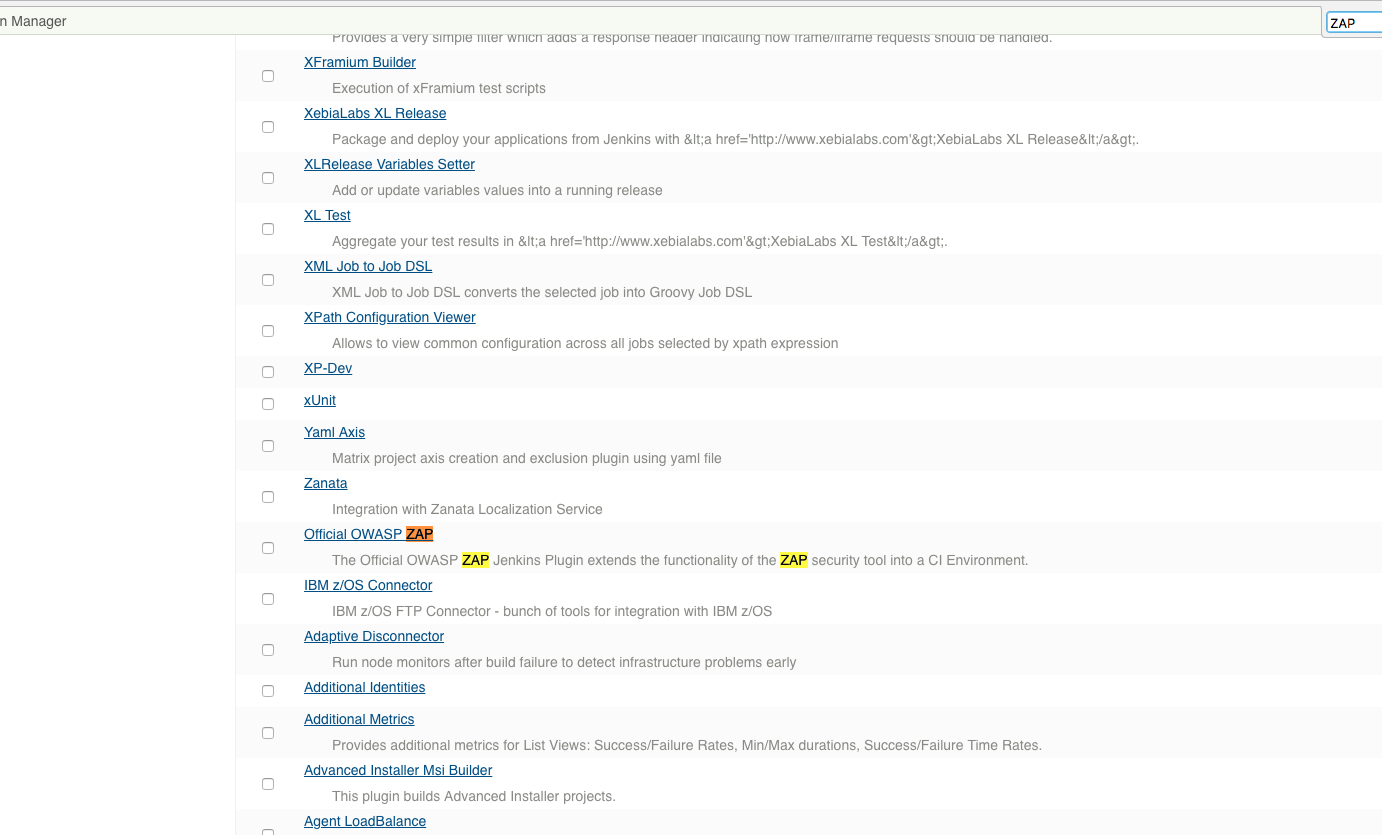 n Manager
ZAP
Provides a very simple filter which adds a response header indicating how frame/iframe requests should be handled.
XFramium Builder
Execution of xFramium test scripts
XebiaLabs XL Release
Package and deploy your applications from Jenkins with &lt;a href='http://www.xebialabs.com'&gt;XebiaLabs XL Release&lt;/a&gt;.
XLRelease Variables Setter
Add or update variables values into a running release
XL Test
Aggregate your test results in &lt;a href='http://www.xebialabs.com'&gt;XebiaLabs XL Test&lt;/a&gt;.
XML Job to Job DSL
XML Job to Job DSL converts the selected job into Groovy Job DSL
XPath Configuration Viewer
Allows to view common configuration across all jobs selected by xpath expression
XP-Dev
xUnit
Yaml Axis
Matrix project axis creation and exclusion plugin using yaml file
Zanata
Integration with Zanata Localization Service
Official OWASP ZAP
The Official OWASP ZAP Jenkins Plugin extends the functionality of the ZAP security tool into a CI Environment.
IBM z/OS Connector
IBM z/OS FTP Connector - bunch of tools for integration with IBM z/OS
Adaptive Disconnector
Run node monitors after build failure to detect infrastructure problems early
Additional Identities
Additional Metrics
Provides additional metrics for List Views: Success/Failure Rates, Min/Max durations, Success/Failure Time Rates.
Advanced Installer Msi Builder
This plugin builds Advanced Installer projects.
Agent LoadBalance